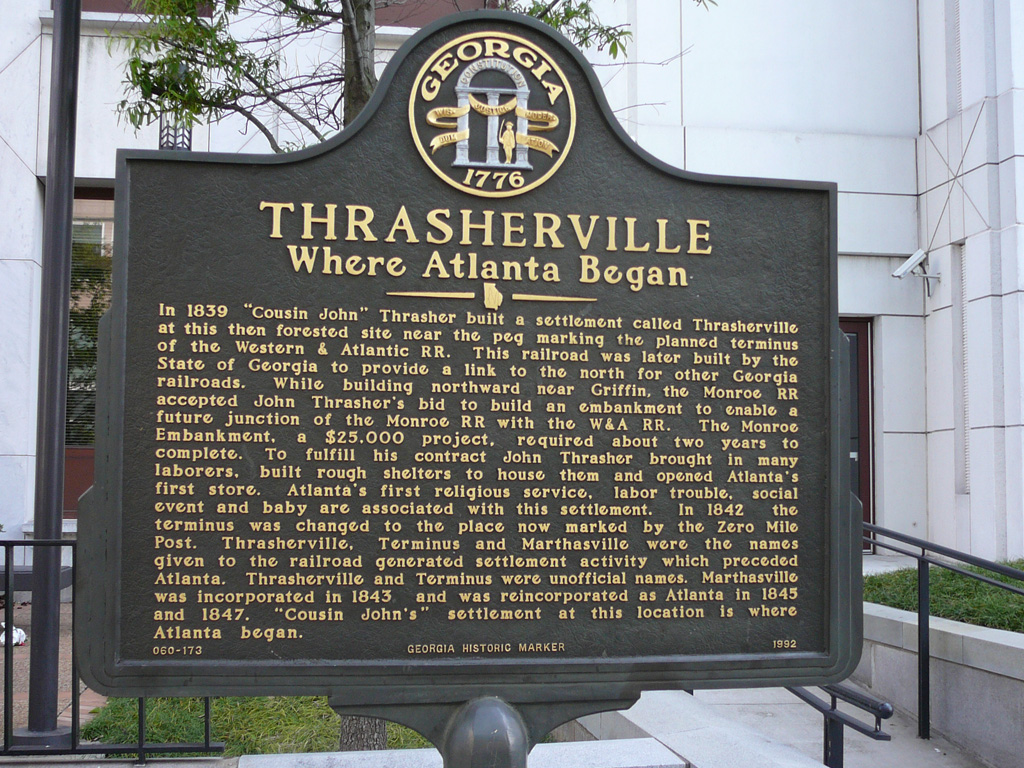 GEORGIA
CONSTITUTION
1776
THRASHERVILLE
Where Atlanta Began
In 1839 "Cousin John" Thrasher built a settlement called Thrasherville
at this then forested site near the peg marking the planned terminus
of the Western & Atlantic RR. This railroad was later built by the
State of Georgia to provide a link to the north for other Georgia
railroads. While building northward near Griffin, the Monroe RR
accepted John Thrasher's bid to build an embankment to enable a
future junction of the Monroe RR with the W&A RR. The Monroe
Embankment, a $25.000 project, required about two years to
complete. To fulfill his contract John Thrasher brought in many
laborers, built rough shelters to house them and opened Atlanta's
first store. Atlanta's first religious service, labor trouble, social
event and baby are associated with this settlement. In 1842 the
terminus was changed to the place now marked by the Zero Mile
Post. Thrasherville, Terminus and Marthasville were the names
given to the railroad generated settlement activity which preceded
Atlanta. Thrasherville and Terminus were unofficial names. Marthasville
was incorporated in 1843 and was reincorporated as Atlanta in 1845
and 1847. "Cousin John's" settlement at this location is where
Atlanta began.
060-173 GEORGIA HISTORIC MARKER 1992